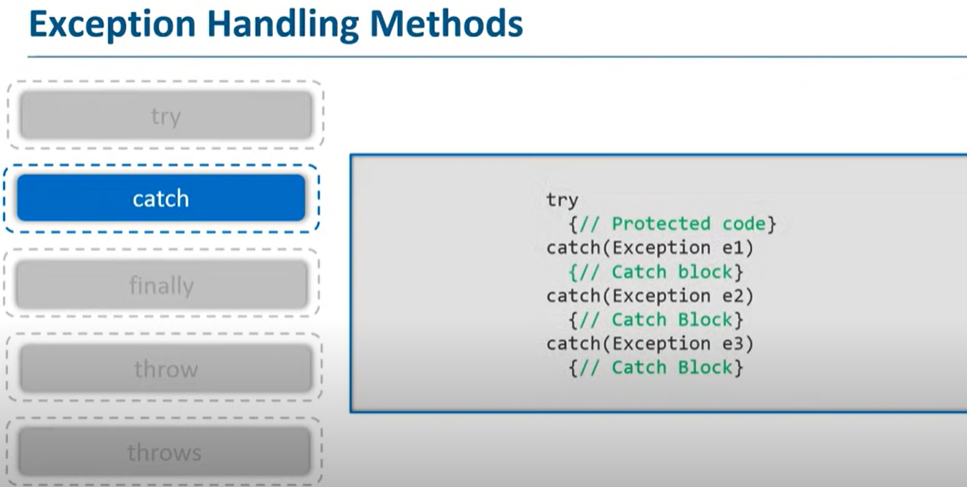 Exception Handling Methods
try
catch
finally
throw
throws
try
{// Protected code}
catch(Exception e1)
{// Catch block}
catch(Exception e2)
{// Catch Block}
catch(Exception e3)
{// Catch Block}